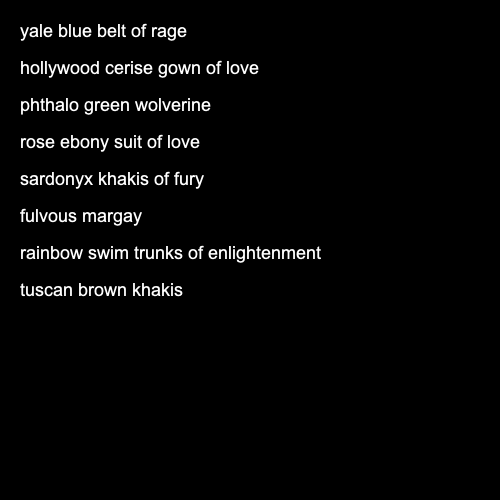 yale blue belt of rage
hollywood cerise gown of love
phthalo green wolverine
rose ebony suit of love
sardonyx khakis of fury
fulvous margay
rainbow swim trunks of enlightenment
tuscan brown khakis